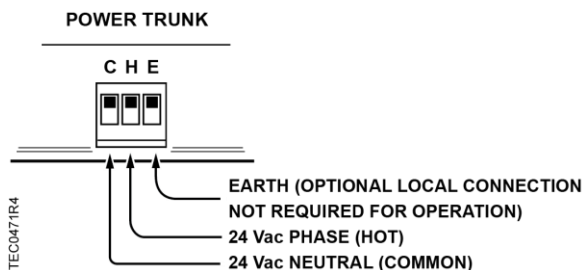 POWER TRUNK
C H E
EARTH (OPTIONAL LOCAL CONNECTION
NOT REQUIRED FOR OPERATION)
24 Vac PHASE (HOT)
24 Vac NEUTRAL (COMMON)
TEC0471R4